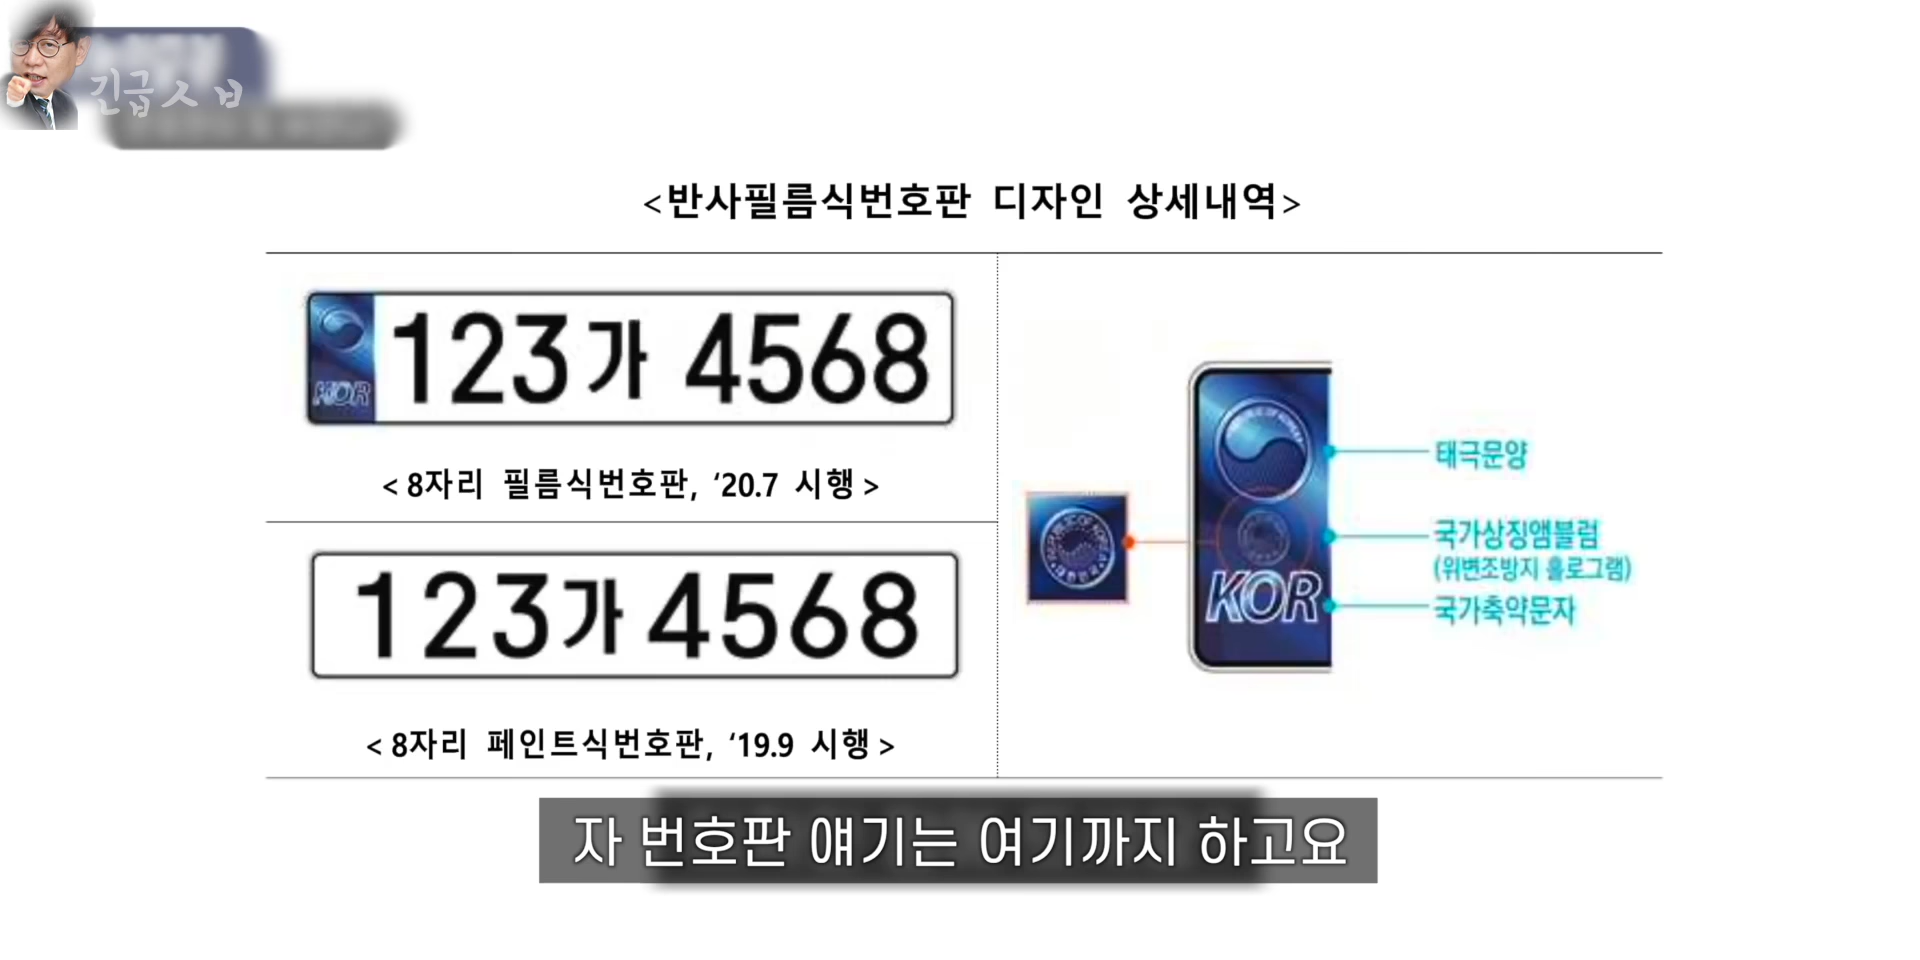 긴급
<반사필름식번호판 디자인 상세내역>
123가 4568
KOR
<8자리 필름식번호판, ‘20.7 시행>
123가 4568
<8자리 페인트식번호판, ‘19.9 시행>
태극문양
국가상징앰블럼
(위변조방지 홀로그램)
KOR
국가축약문자
자 번호판 얘기는 여기까지 하고요